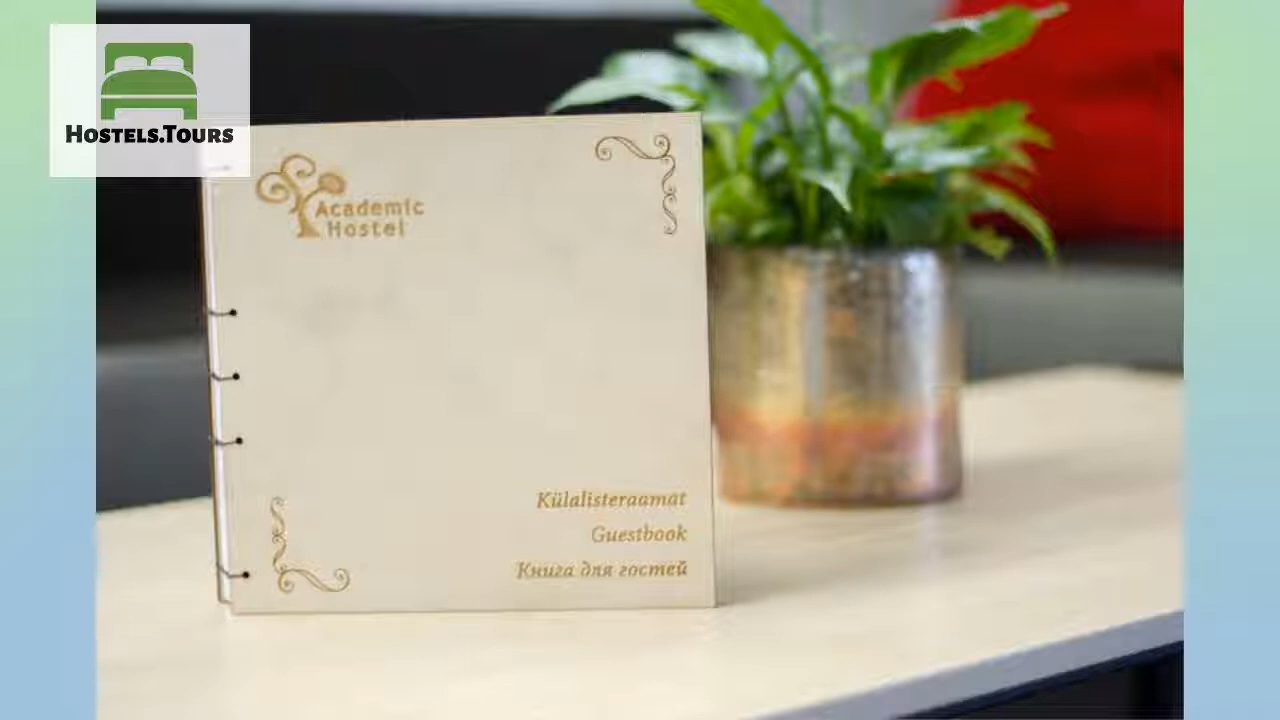 Hostels.Tours
Academic
Hostel
Külalisteraamat
Guestbook
Книга для гостей